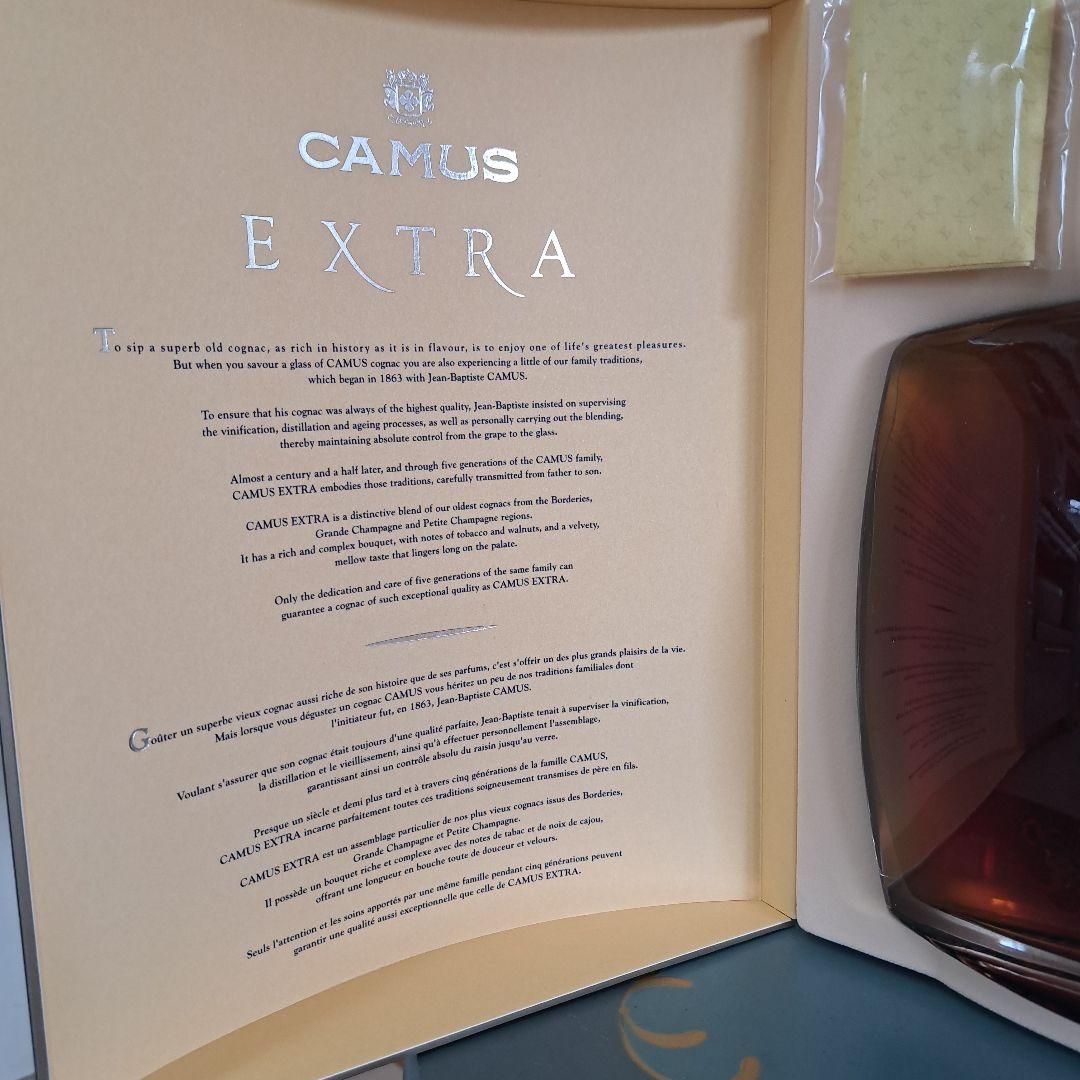 CAMUS
EXTRA
To sip a superb old cognac, as rich in history as it is in flavour, is to enjoy one of life's greatest pleasures.
But when you savour a glass of CAMUS cognac you are also experiencing a little of our family traditions,
which began in 1863 with Jean-Baptiste CAMUS.
To ensure that his cognac was always of the highest quality, Jean-Baptiste insisted on supervising
the vinification, distillation and ageing processes, as well as personally carrying out the blending,
thereby maintaining absolute control from the grape to the glass.
Almost a century and a half later, and through five generations of the CAMUS family,
CAMUS EXTRA embodies those traditions, carefully transmitted from father to son.
CAMUS EXTRA is a distinctive blend of our oldest cognacs from the Borderies,
Grande Champagne and Petite Champagne regions.
It has a rich and complex bouquet, with notes of tobacco and walnuts, and a velvety,
mellow taste that lingers long on the palate.
Only the dedication and care of five generations of the same family can
guarantee a cognac of such exceptional quality as CAMUS EXTRA.
Goûter un superbe vieux cognac aussi riche de son histoire que de ses parfums, c'est s'offrir un des plus grands plaisirs de la vie.
Mais lorsque vous dégustez un cognac CAMUS vous héritez un peu de nos traditions familiales dont
l'initiateur fut, en 1863, Jean-Baptiste CAMUS.
Voulant s'assurer que son cognac était toujours d'une qualité parfaite, Jean-Baptiste tenait à superviser la vinification,
la distillation et le vieillissement, ainsi qu'à effectuer personnellement l'assemblage,
garantissant ainsi un contrôle absolu du raisin jusqu'au verre.
Presque un siècle et demi plus tard et à travers cinq générations de la famille CAMUS,
CAMUS EXTRA incarne parfaitement toutes ces traditions soigneusement transmises de père en fils.
CAMUS EXTRA est un assemblage particulier de nos plus vieux cognacs issus des Borderies,
Grande Champagne et Petite Champagne.
Il possède un bouquet riche et complexe avec des notes de tabac et de noix de cajou,
offrant une longueur en bouche toute de douceur et velours.
Seuls l'attention et les soins apportés par une même famille pendant cinq générations peuvent
garantir une qualité aussi exceptionnelle que celle de CAMUS EXTRA.